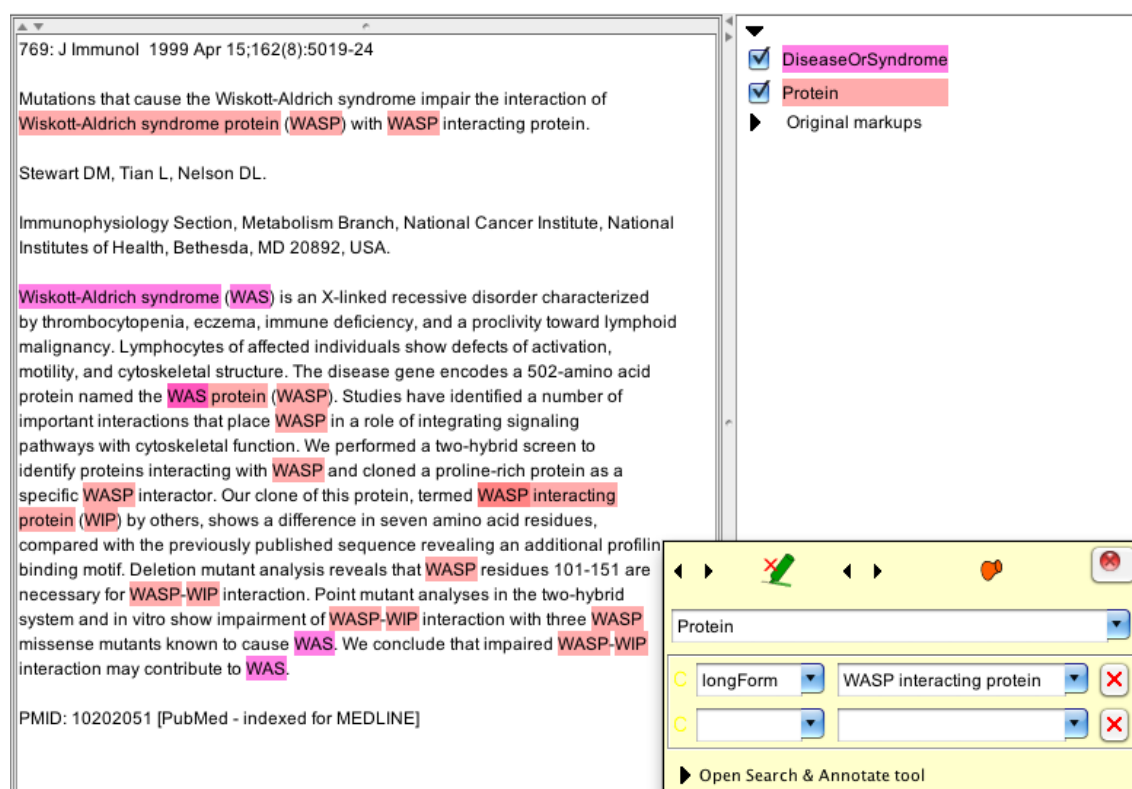 769: J Immunol  1999 Apr 15;162(8):5019-24
Mutations that cause the Wiskott-Aldrich syndrome impair the interaction of
Wiskott-Aldrich syndrome protein (WASP) with WASP interacting protein.
Stewart DM, Tian L, Nelson DL.
Immunophysiology Section, Metabolism Branch, National Cancer Institute, National
Institutes of Health, Bethesda, MD 20892, USA.
Wiskott-Aldrich syndrome (WAS) is an X-linked recessive disorder characterized
by thrombocytopenia, eczema, immune deficiency, and a proclivity toward lymphoid
malignancy. Lymphocytes of affected individuals show defects of activation,
motility, and cytoskeletal structure. The disease gene encodes a 502-amino acid
protein named the WAS protein (WASP). Studies have identified a number of
important interactions that place WASP in a role of integrating signaling
pathways with cytoskeletal function. We performed a two-hybrid screen to
identify proteins interacting with WASP and cloned a proline-rich protein as a
specific WASP interactor. Our clone of this protein, termed WASP interacting
protein (WIP) by others, shows a difference in seven amino acid residues,
compared with the previously published sequence revealing an additional profilin
binding motif. Deletion mutant analysis reveals that WASP residues 101-151 are
necessary for WASP-WIP interaction. Point mutant analyses in the two-hybrid
system and in vitro show impairment of WASP-WIP interaction with three WASP
missense mutants known to cause WAS. We conclude that impaired WASP-WIP
interaction may contribute to WAS.
PMID: 10202051 [PubMed - indexed for MEDLINE]
DiseaseOrSyndrome
Protein
Original markups
Protein
C longForm WASP interacting protein
C
Open Search & Annotate tool